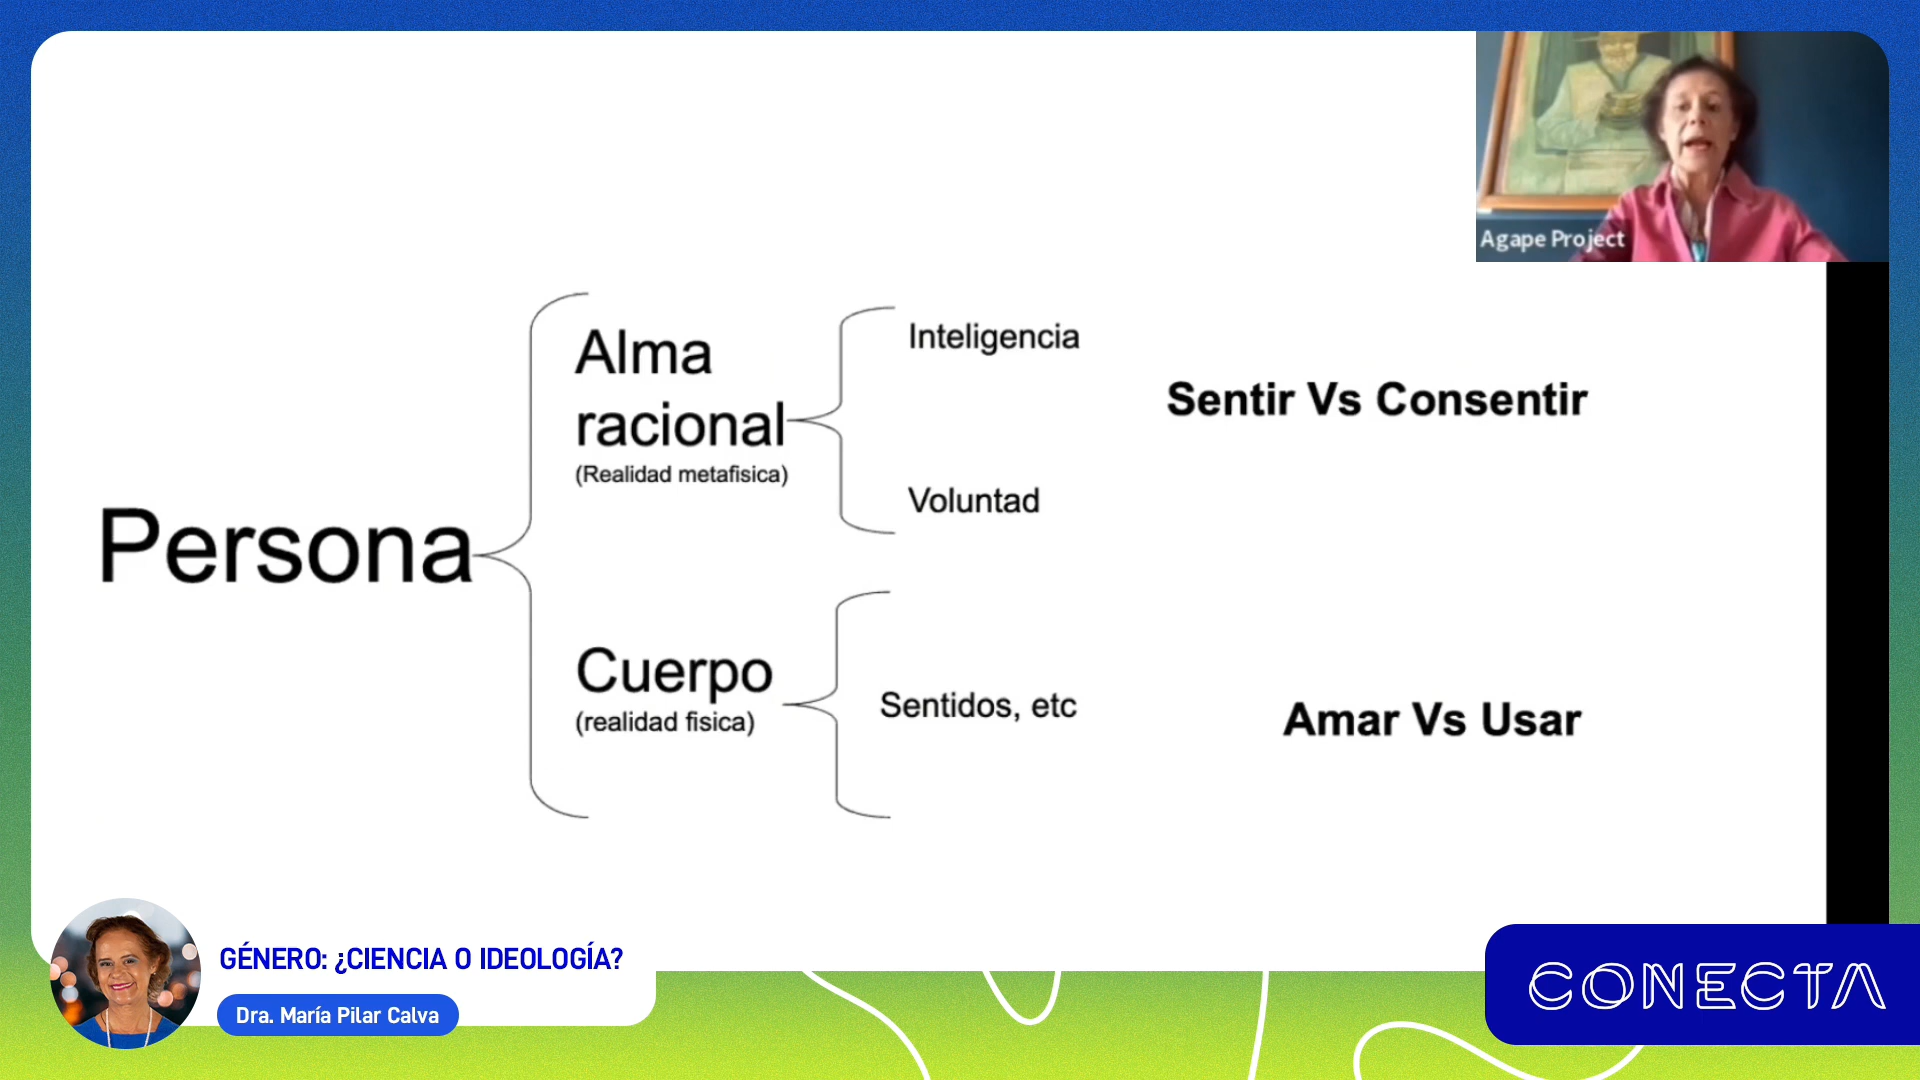 Agape Project
Persona
Alma
racional
(Realidad metafisica)
Inteligencia
Voluntad
Sentir Vs Consentir
Cuerpo
(realidad fisica)
Sentidos, etc
Amar Vs Usar
GÉNERO: ¿CIENCIA O IDEOLOGÍA?
Dra. María Pilar Calva
CONECTA